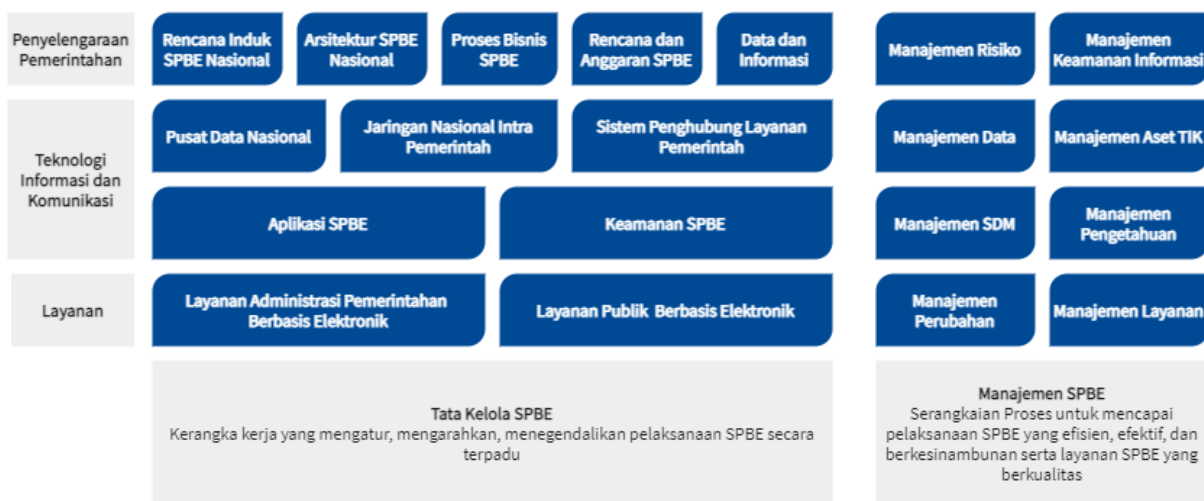 Penyelengaraan
Pemerintahan
Rencana Induk
SPBE Nasional
Arsitektur SPBE
Nasional
Proses Bisnis
SPBE
Rencana dan
Anggaran SPBE
Data dan
Informasi
Manajemen Risiko
Manajemen
Keamanan Informasi
Teknologi
Informasi dan
Komunikasi
Pusat Data Nasional
Jaringan Nasional Intra
Pemerintah
Sistem Penghubung Layanan
Pemerintah
Manajemen Data
Manajemen Aset TIK
Aplikasi SPBE
Keamanan SPBE
Manajemen SDM
Manajemen
Pengetahuan
Layanan
Layanan Administrasi Pemerintahan
Berbasis Elektronik
Layanan Publik Berbasis Elektronik
Manajemen
Perubahan
Manajemen Layanan
Tata Kelola SPBE
Kerangka kerja yang mengatur, mengarahkan, menegendalikan pelaksanaan SPBE secara
terpadu
Manajemen SPBE
Serangkaian Proses untuk mencapai
pelaksanaan SPBE yang efisien, efektif, dan
berkesinambunan serta layanan SPBE yang
berkualitas